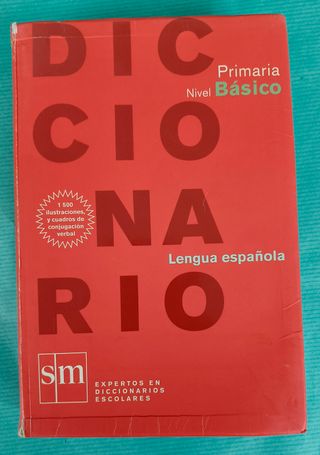 DIC
CIO
NA
RIO
Primaria
Nivel Básico
1 500
ilustraciones,
y cuadros de
conjugación
verbal
Lengua española
sm
EXPERTOS EN
DICCIONARIOS
ESCOLARES